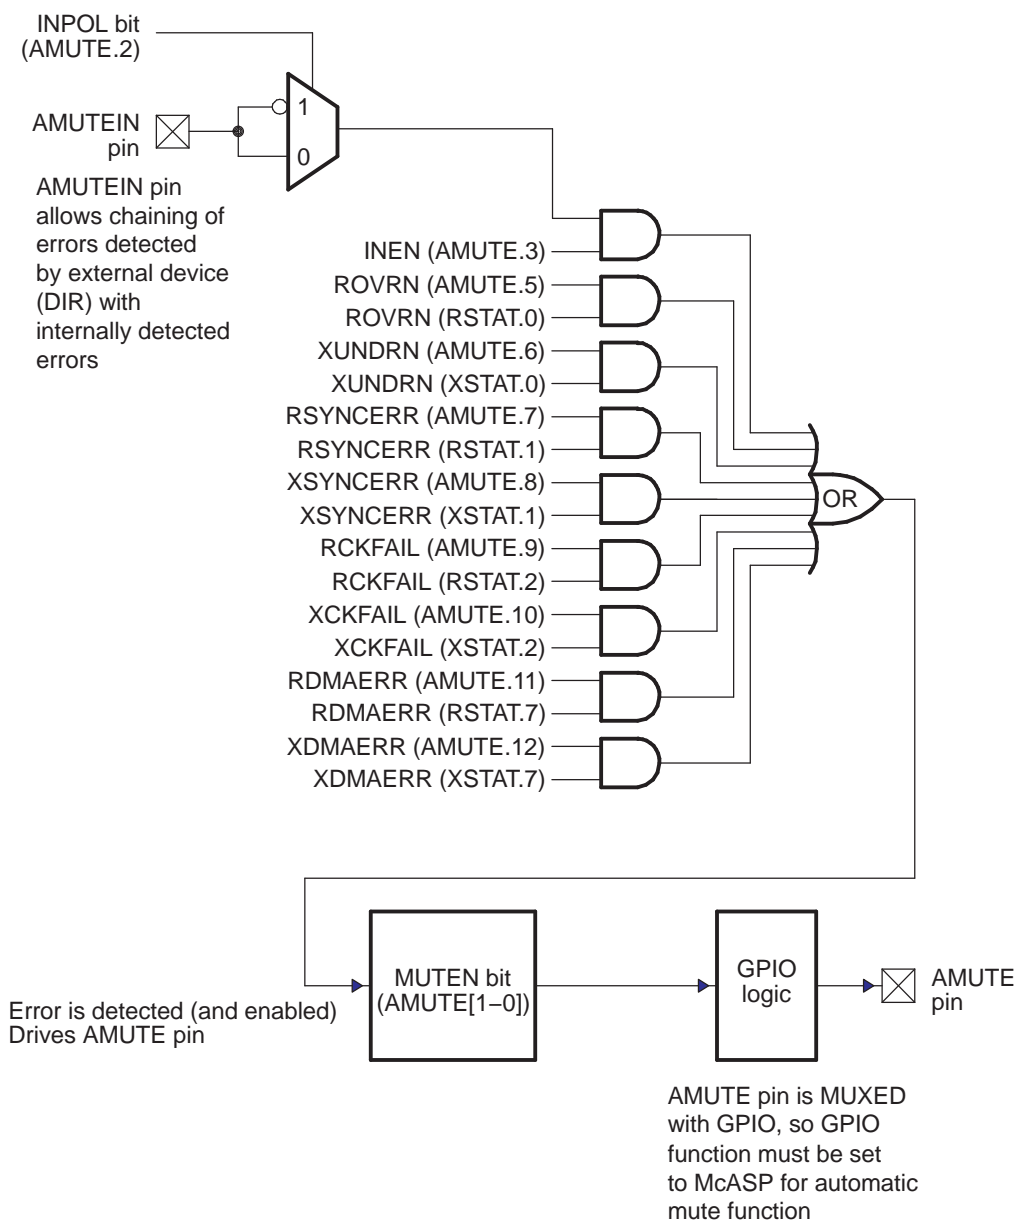 INPOL bit
(AMUTE.2)
1
AMUTEIN
pin
0
AMUTEIN pin
allows chaining of
errors detected
by external device
(DIR) with
internally detected
errors
INEN (AMUTE.3)
ROVRN (AMUTE.5)
ROVRN (RSTAT.0)
XUNDRN (AMUTE.6)
XUNDRN (XSTAT.0)
RSYNCERR (AMUTE.7)
RSYNCERR (RSTAT.1)
XSYNCERR (AMUTE.8)
XSYNCERR (XSTAT.1)
RCKFAIL (AMUTE.9)
RCKFAIL (RSTAT.2)
XCKFAIL (AMUTE.10)
XCKFAIL (XSTAT.2)
RDMAERR (AMUTE.11)
RDMAERR (RSTAT.7)
XDMAERR (AMUTE.12)
XDMAERR (XSTAT.7)
OR
Error is detected (and enabled)
Drives AMUTE pin
MUTEN bit
(AMUTE[1–0])
GPIO
logic
AMUTE
pin
AMUTE pin is MUXED
with GPIO, so GPIO
function must be set
to McASP for automatic
mute function